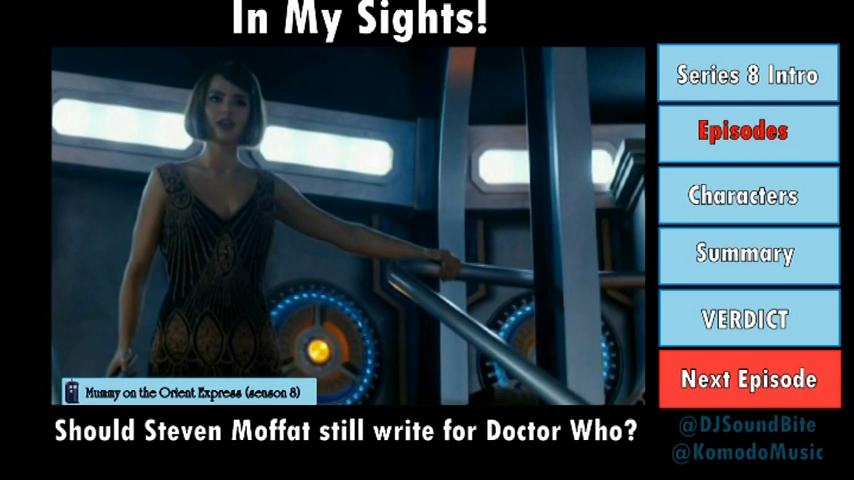 In My Sights!
Series 8 Intro
Episodes
Characters
Summary
VERDICT
Next Episode
Mummy on the Orient Express (season 8)
Should Steven Moffat still write for Doctor Who?
@DJSoundBite
@KomodoMusic